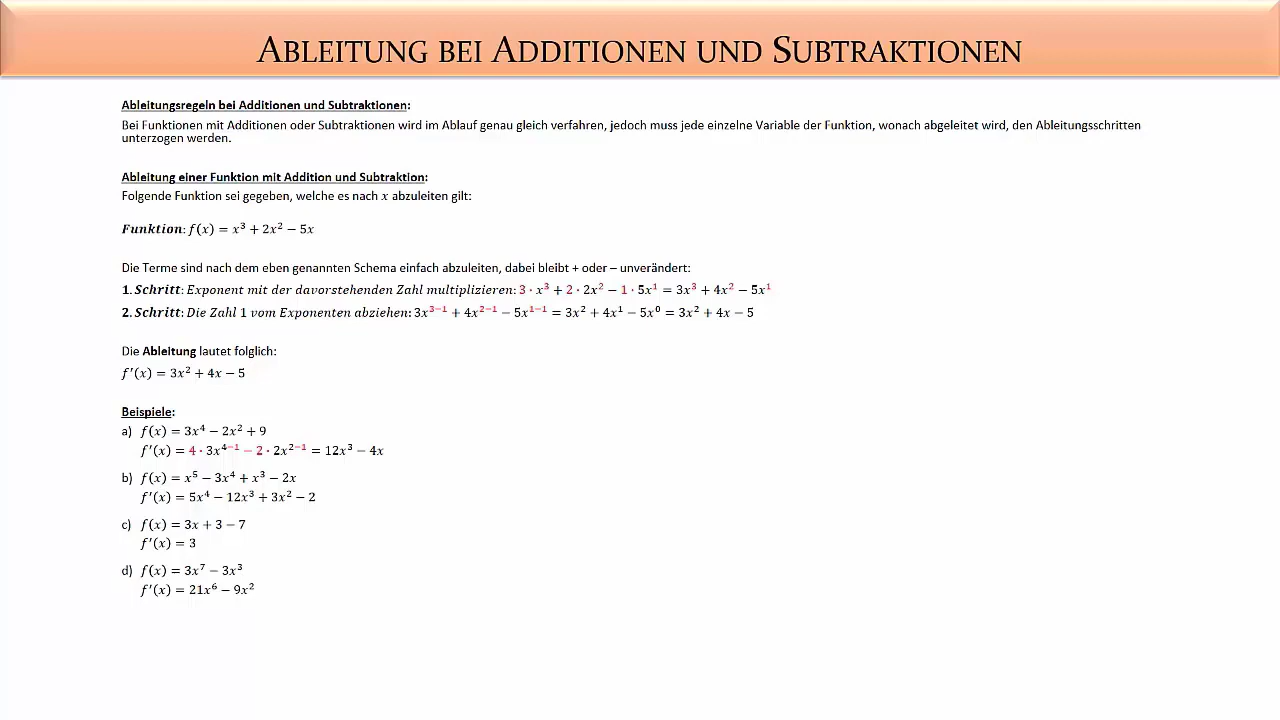 ABLEITUNG BEI ADDITIONEN UND SUBTRAKTIONEN
Ableitungsregeln bei Additionen und Subtraktionen:
Bei Funktionen mit Additionen oder Subtraktionen wird im Ablauf genau gleich verfahren, jedoch muss jede einzelne Variable der Funktion, wonach abgeleitet wird, den Ableitungsschritten
unterzogen werden.
Ableitung einer Funktion mit Addition und Subtraktion:
Folgende Funktion sei gegeben, welche es nach x abzuleiten gilt:
Funktion: f(x) = x³ + 2x² − 5x
Die Terme sind nach dem eben genannten Schema einfach abzuleiten, dabei bleibt + oder – unverändert:
1. Schritt: Exponent mit der davorstehenden Zahl multiplizieren: 3 · x³ + 2 · 2x² − 1 · 5x¹ = 3x³ + 4x² − 5x¹
2. Schritt: Die Zahl 1 vom Exponenten abziehen: 3x³⁻¹ + 4x²⁻¹ − 5x¹⁻¹ = 3x² + 4x¹ − 5x⁰ = 3x² + 4x − 5
Die Ableitung lautet folglich:
f′(x) = 3x² + 4x − 5
Beispiele:
a) f(x) = 3x⁴ − 2x² + 9
f′(x) = 4 · 3x⁴⁻¹ − 2 · 2x²⁻¹ = 12x³ − 4x
b) f(x) = x⁵ − 3x⁴ + x³ − 2x
f′(x) = 5x⁴ − 12x³ + 3x² − 2
c) f(x) = 3x + 3 − 7
f′(x) = 3
d) f(x) = 3x⁷ − 3x³
f′(x) = 21x⁶ − 9x²